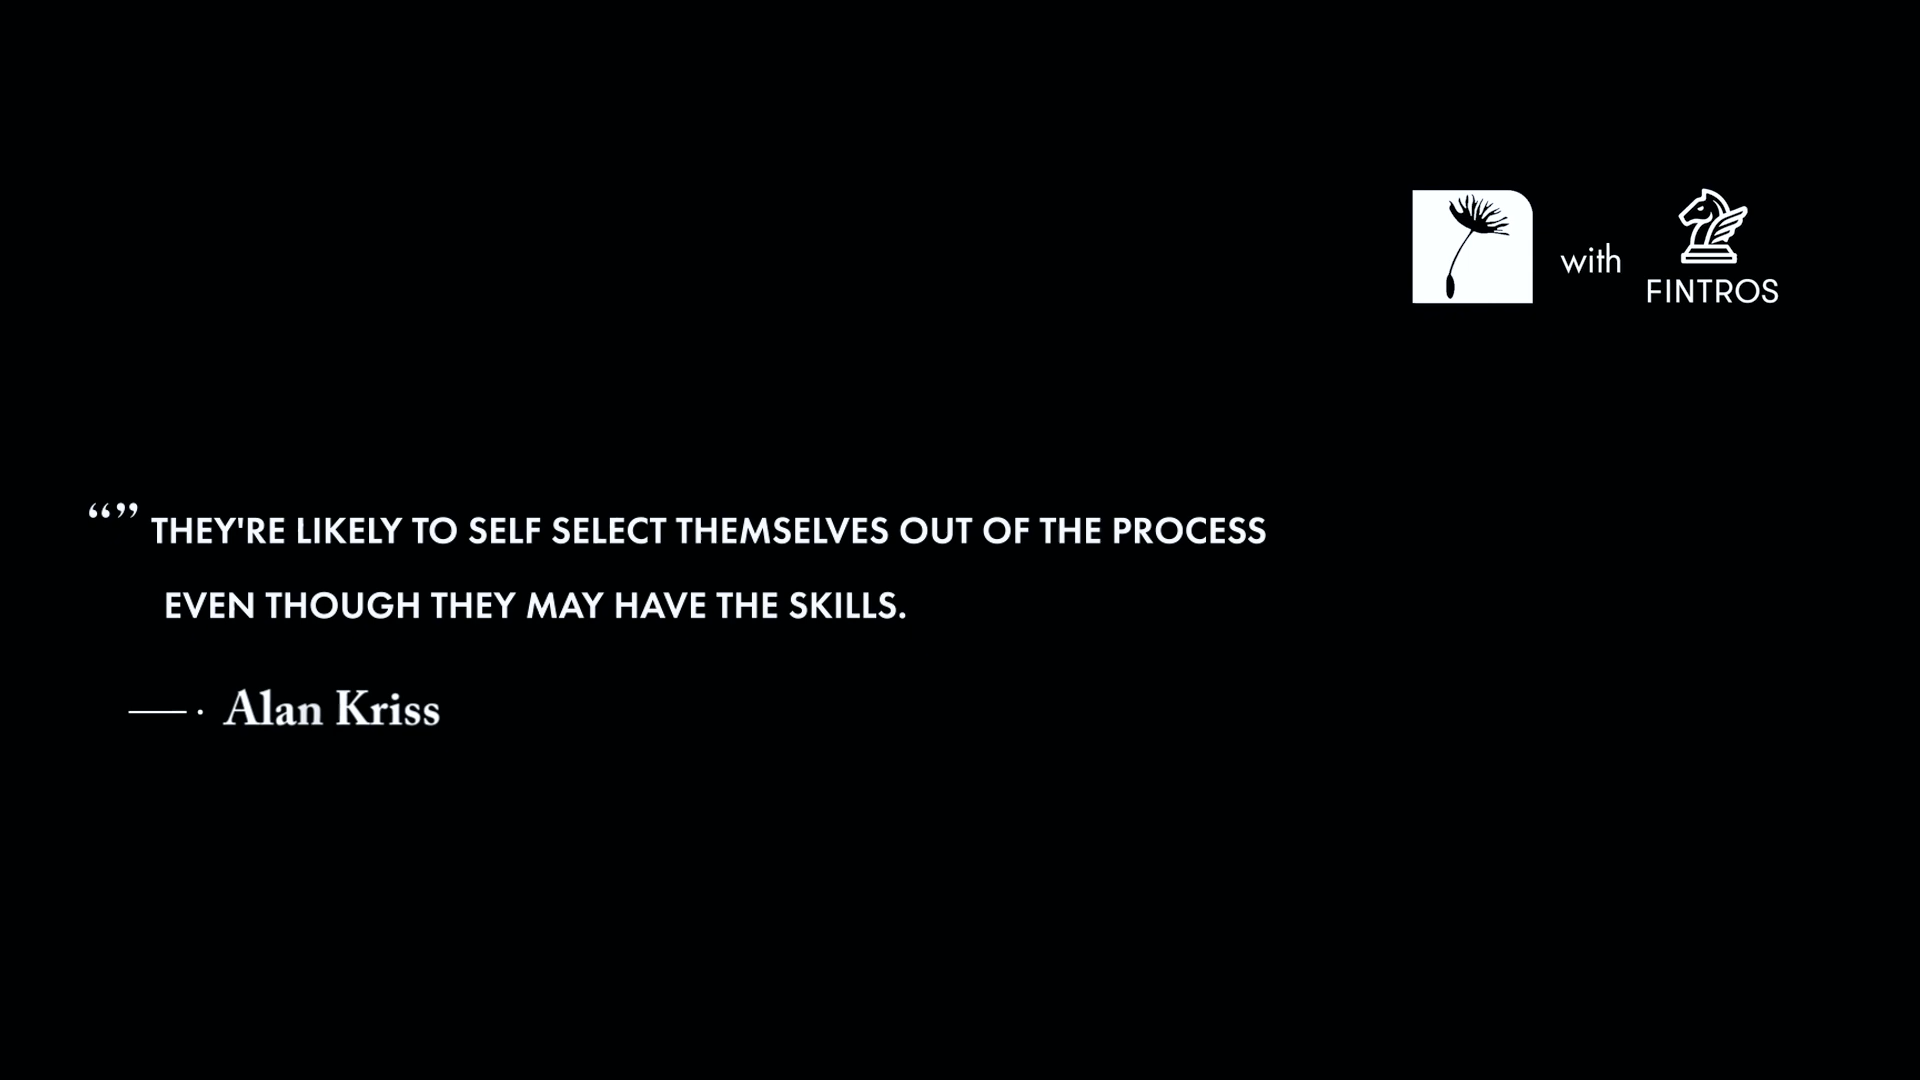 with
FINTROS
“” THEY'RE LIKELY TO SELF SELECT THEMSELVES OUT OF THE PROCESS
EVEN THOUGH THEY MAY HAVE THE SKILLS.
—· Alan Kriss